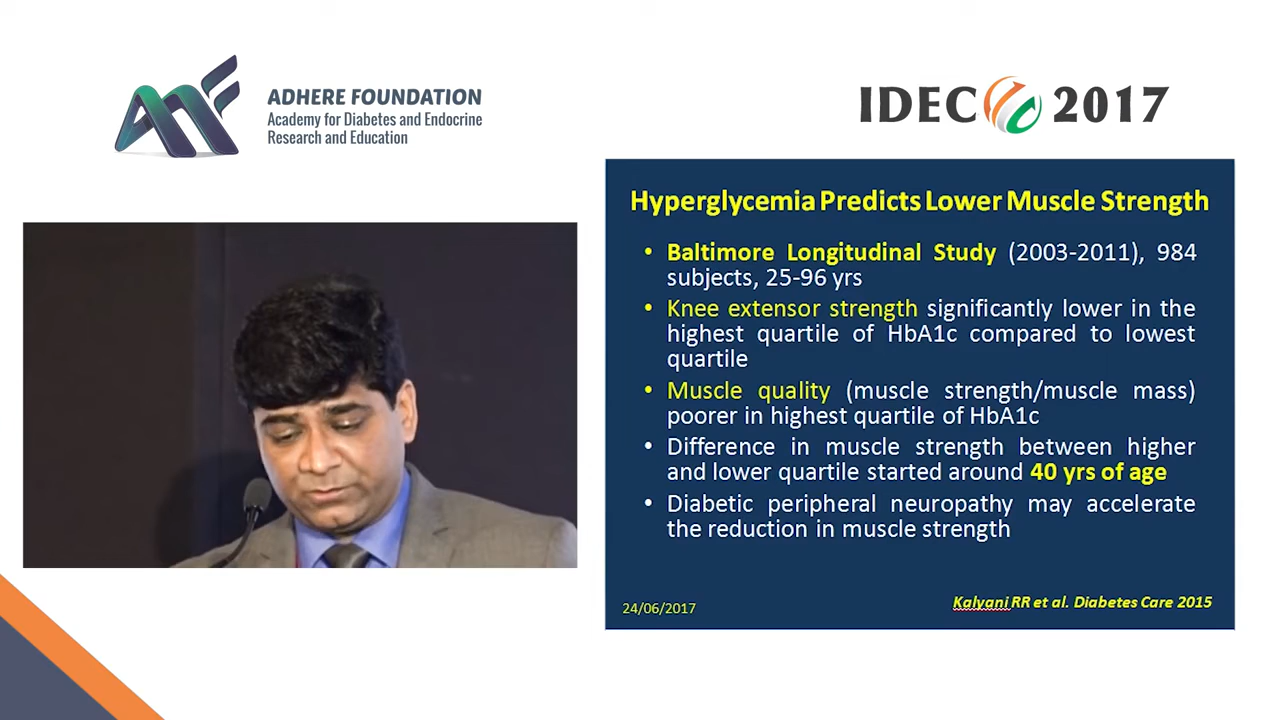 ADHERE FOUNDATION
Academy for Diabetes and Endocrine
Research and Education
IDEC 2017
Hyperglycemia Predicts Lower Muscle Strength
• Baltimore Longitudinal Study (2003-2011), 984
subjects, 25-96 yrs
• Knee extensor strength significantly lower in the
highest quartile of HbA1c compared to lowest
quartile
• Muscle quality (muscle strength/muscle mass)
poorer in highest quartile of HbA1c
• Difference in muscle strength between higher
and lower quartile started around 40 yrs of age
• Diabetic peripheral neuropathy may accelerate
the reduction in muscle strength
24/06/2017
Kalyani RR et al. Diabetes Care 2015